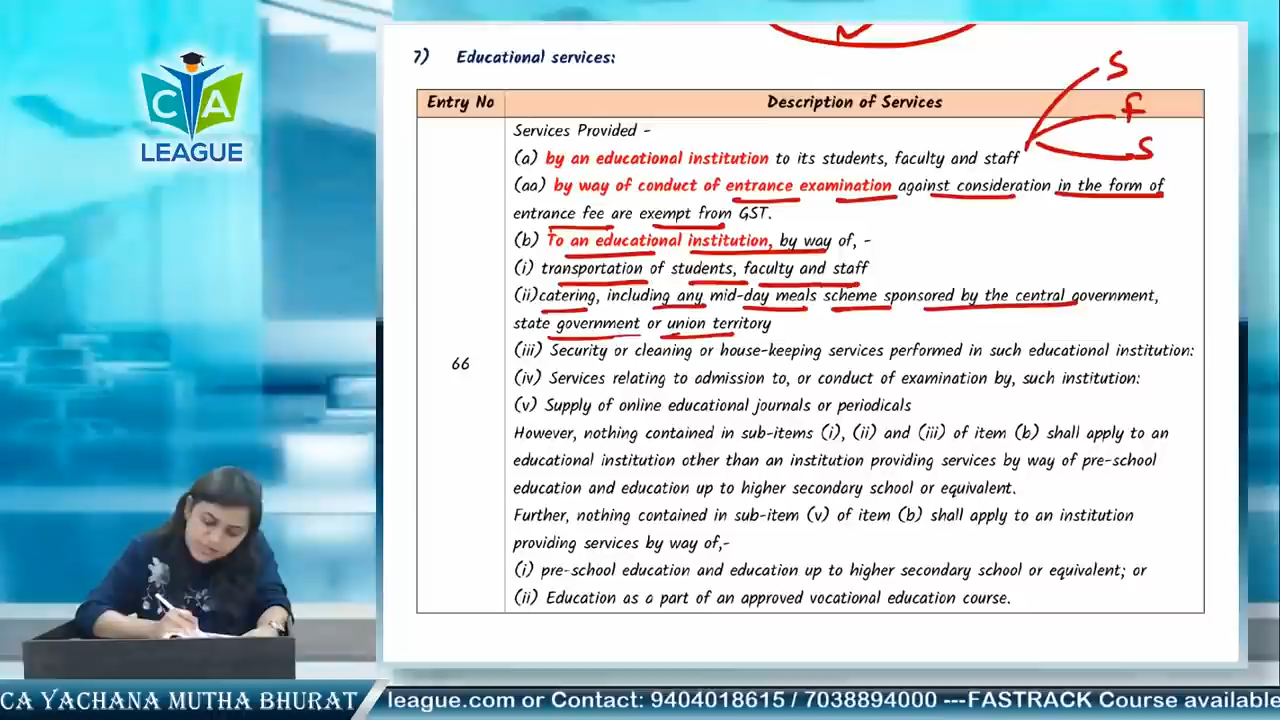 7) Educational services:
Entry No Description of Services
S
f
S
Services Provided -
(a) by an educational institution to its students, faculty and staff
(aa) by way of conduct of entrance examination against consideration in the form of
entrance fee are exempt from GST.
(b) To an educational institution, by way of, -
(i) transportation of students, faculty and staff
(ii)catering, including any mid-day meals scheme sponsored by the central government,
state government or union territory
66
(iii) Security or cleaning or house-keeping services performed in such educational institution:
(iv) Services relating to admission to, or conduct of examination by, such institution:
(v) Supply of online educational journals or periodicals
However, nothing contained in sub-items (i), (ii) and (iii) of item (b) shall apply to an
educational institution other than an institution providing services by way of pre-school
education and education up to higher secondary school or equivalent.
Further, nothing contained in sub-item (v) of item (b) shall apply to an institution
providing services by way of,-
(i) pre-school education and education up to higher secondary school or equivalent; or
(ii) Education as a part of an approved vocational education course.
CA
LEAGUE
CA YACHANA MUTHA BHURAT
league.com or Contact: 9404018615 / 7038894000 ---FASTRACK Course available